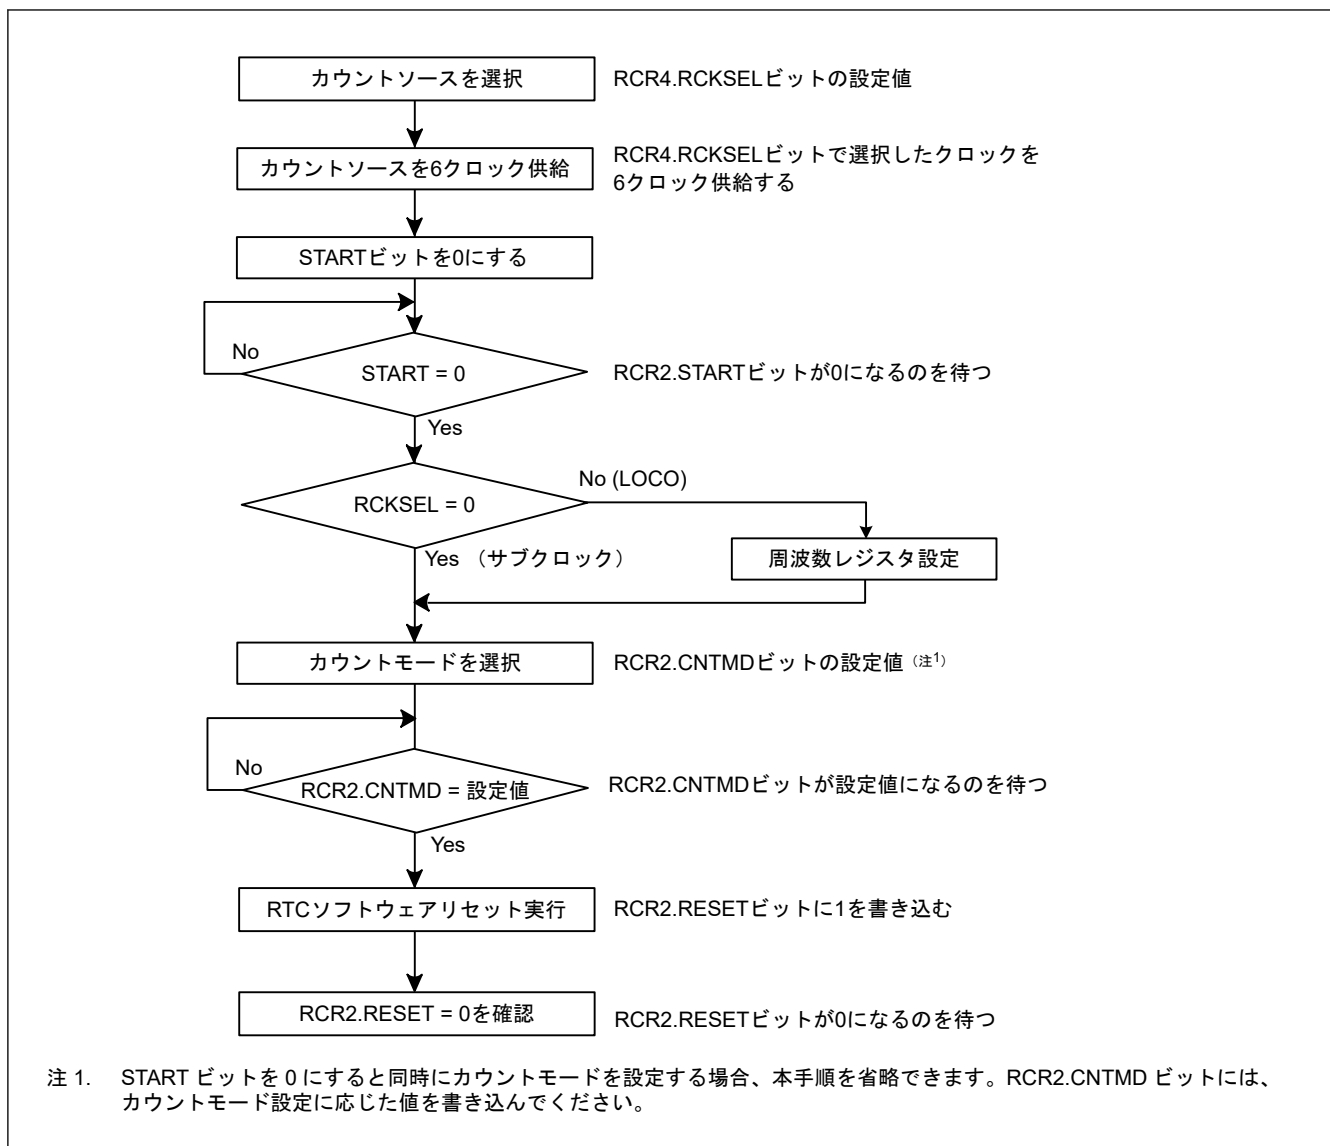 カウントソースを選択
RCR4.RCKSELビットの設定値
カウントソースを6クロック供給
RCR4.RCKSELビットで選択したクロックを
6クロック供給する
STARTビットを0にする
No
START = 0
RCR2.STARTビットが0になるのを待つ
Yes
No (LOCO)
RCKSEL = 0
Yes （サブクロック）
周波数レジスタ設定
カウントモードを選択
RCR2.CNTMDビットの設定値（注1）
No
RCR2.CNTMD = 設定値
RCR2.CNTMDビットが設定値になるのを待つ
Yes
RTCソフトウェアリセット実行
RCR2.RESETビットに1を書き込む
RCR2.RESET = 0を確認
RCR2.RESETビットが0になるのを待つ
注 1. START ビットを 0 にすると同時にカウントモードを設定する場合、本手順を省略できます。RCR2.CNTMD ビットには、
カウントモード設定に応じた値を書き込んでください。